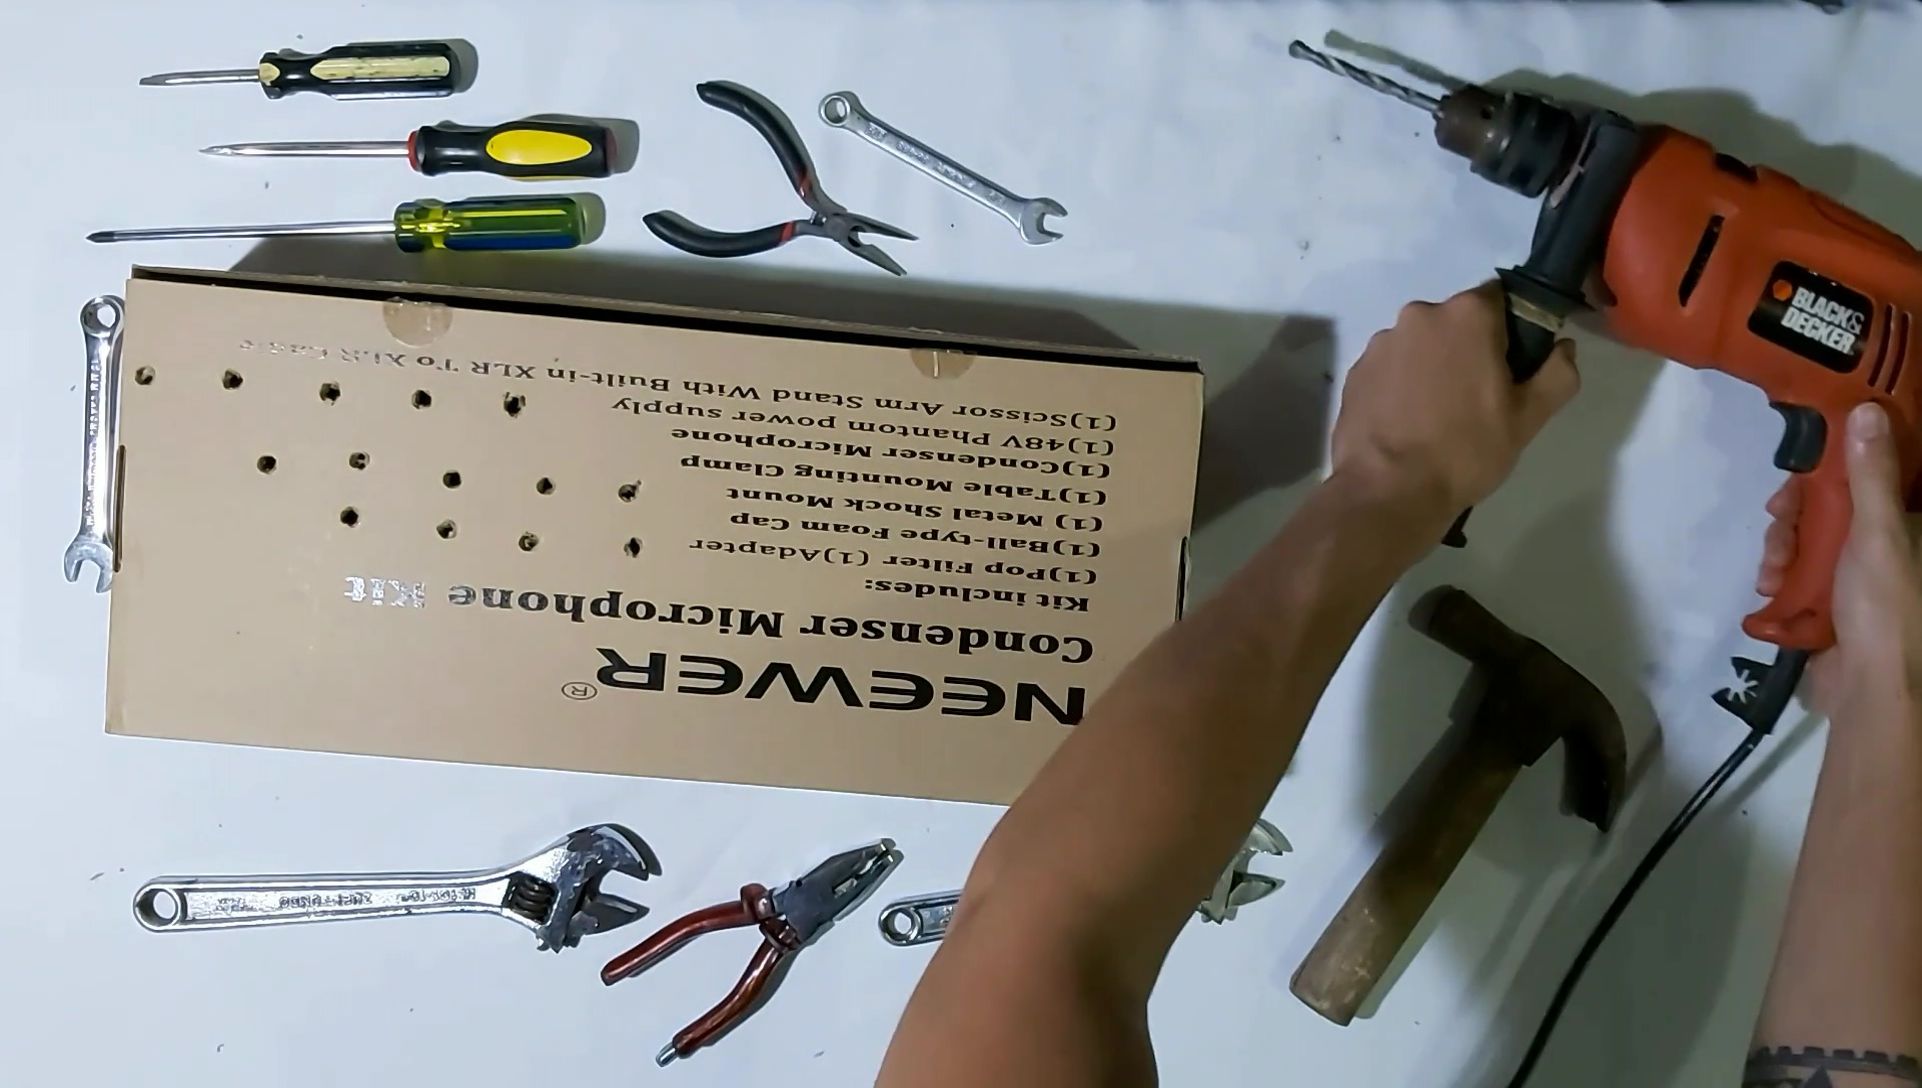 NEEWER®
Condenser Microphone Kit
Kit includes:
(1)Pop Filter (1)Adapter
(1)Ball-type Foam Cap
(1) Metal Shock Mount
(1)Table Mounting Clamp
(1)Condenser Microphone
(1)48V Phantom power supply
(1)Scissor Arm Stand With Built-in XLR To XLR Cable
BLACK&
DECKER